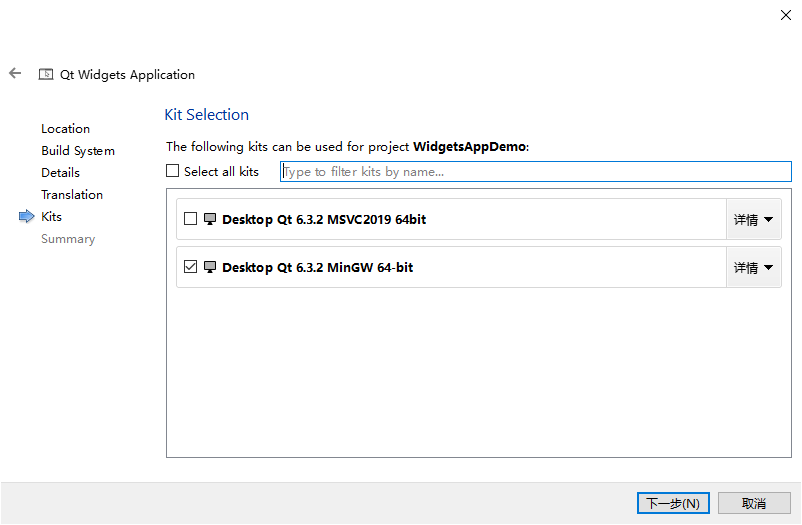 Qt Widgets Application
Location
Build System
Details
Translation
Kits
Summary
Kit Selection
The following kits can be used for project WidgetsAppDemo:
Select all kits
Type to filter kits by name...
Desktop Qt 6.3.2 MSVC2019 64bit 详情
Desktop Qt 6.3.2 MinGW 64-bit 详情
下一步(N) 取消